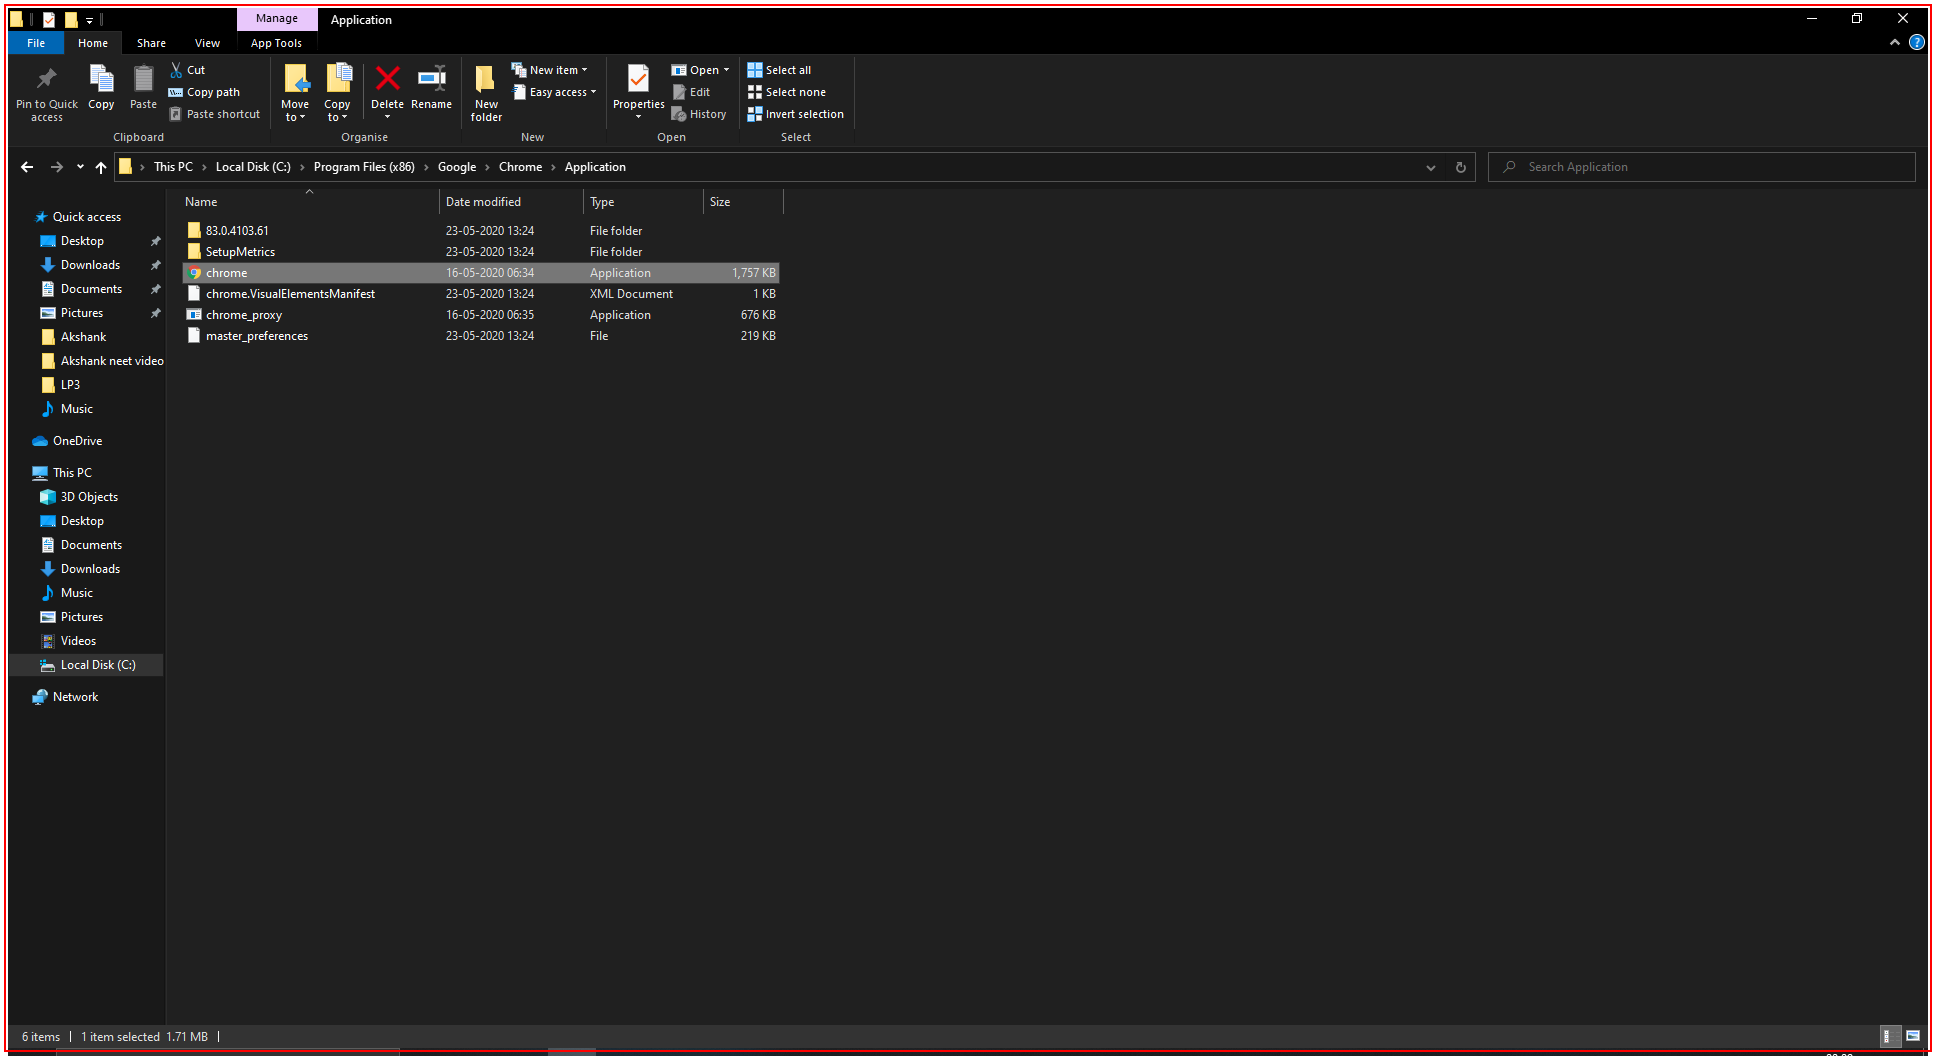 Manage
Application
File
Home
Share
View
App Tools
Pin to Quick access
Copy
Paste
Cut
Copy path
Paste shortcut
Clipboard
Move to
Copy to
Delete
Rename
Organise
New folder
New item
Easy access
New
Properties
Open
Edit
History
Open
Select all
Select none
Invert selection
Select
This PC
Local Disk (C:)
Program Files (x86)
Google
Chrome
Application
Search Application
Name Date modified Type Size
83.0.4103.61 23-05-2020 13:24 File folder
SetupMetrics 23-05-2020 13:24 File folder
chrome 16-05-2020 06:34 Application 1,757 KB
chrome.VisualElementsManifest 23-05-2020 13:24 XML Document 1 KB
chrome_proxy 16-05-2020 06:35 Application 676 KB
master_preferences 23-05-2020 13:24 File 219 KB
Quick access
Desktop
Downloads
Documents
Pictures
Akshank
Akshank neet video
LP3
Music
OneDrive
This PC
3D Objects
Desktop
Documents
Downloads
Music
Pictures
Videos
Local Disk (C:)
Network
6 items
1 item selected 1.71 MB